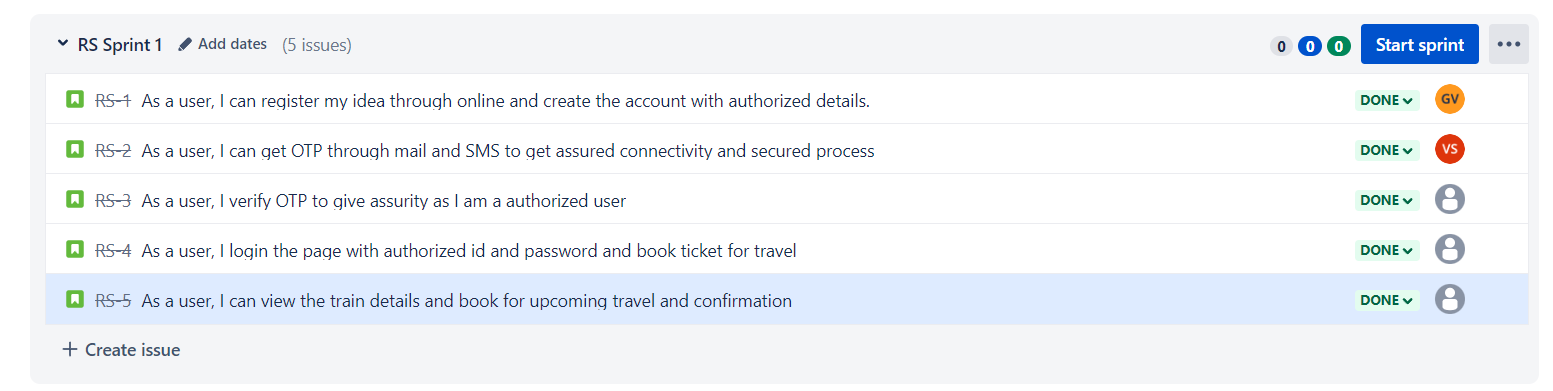 RS Sprint 1 Add dates (5 issues) 0 0 0 Start sprint
RS-1 As a user, I can register my idea through online and create the account with authorized details. DONE GV
RS-2 As a user, I can get OTP through mail and SMS to get assured connectivity and secured process DONE VS
RS-3 As a user, I verify OTP to give assurity as I am a authorized user DONE
RS-4 As a user, I login the page with authorized id and password and book ticket for travel DONE
RS-5 As a user, I can view the train details and book for upcoming travel and confirmation DONE
+ Create issue